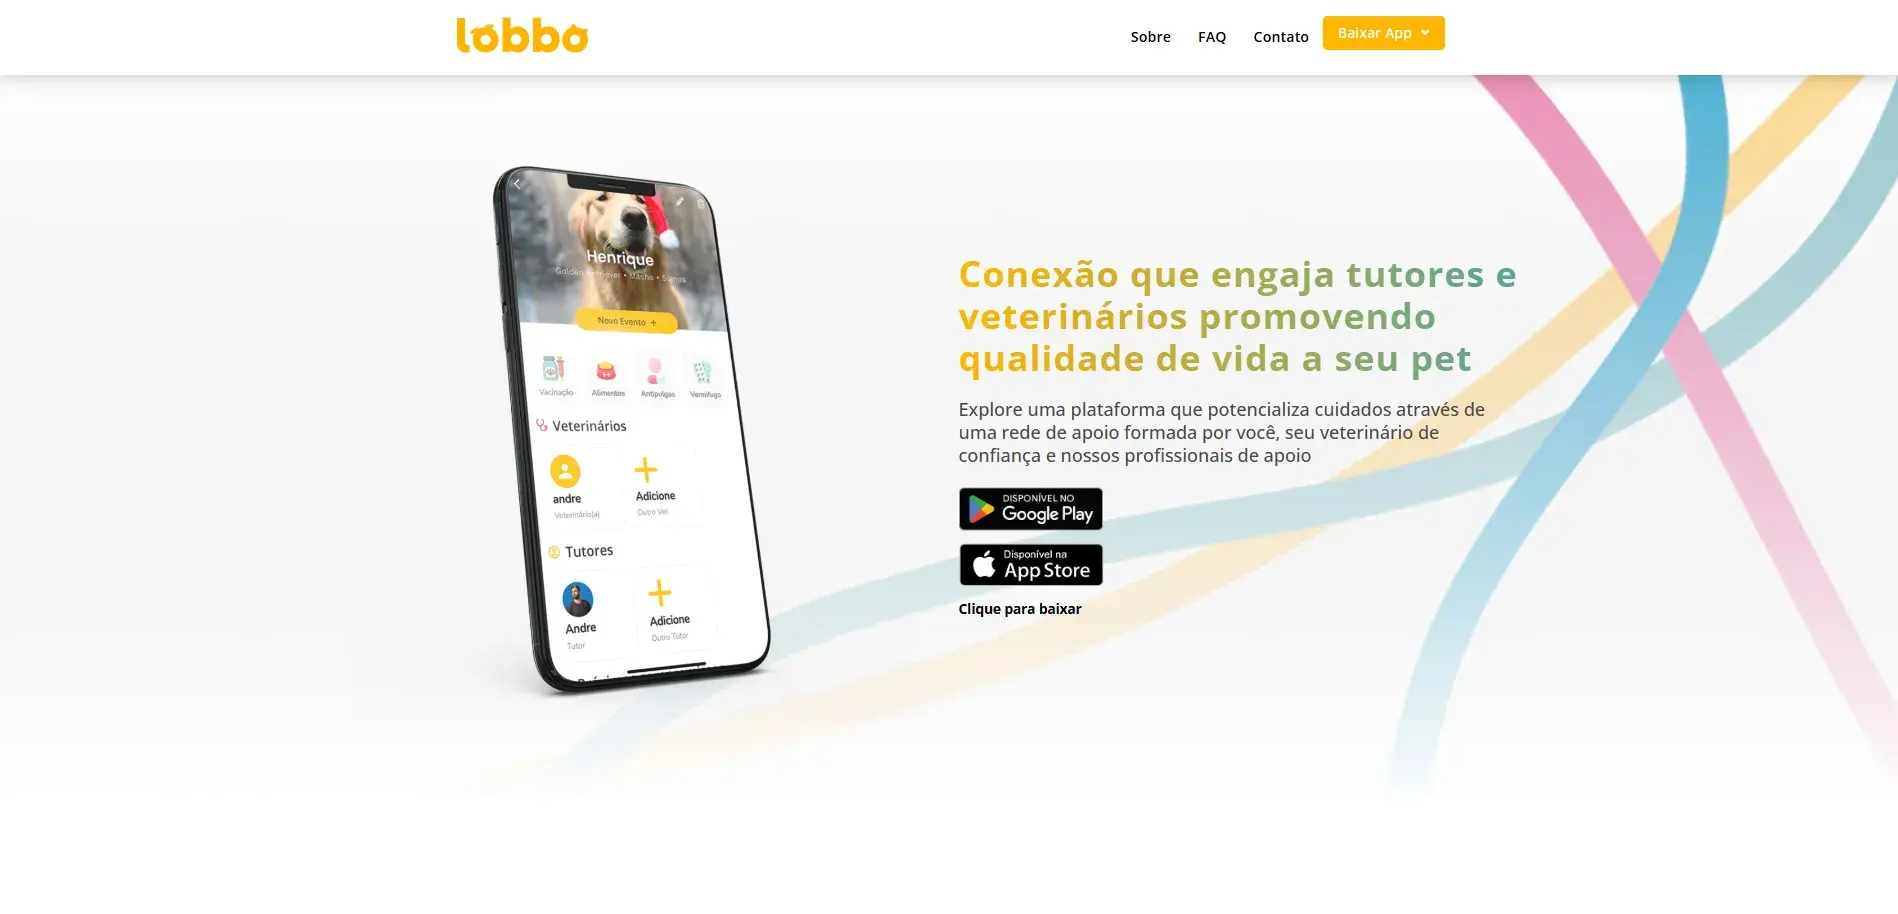 lobbo
Sobre
FAQ
Contato
Baixar App
Henrique
Golden Retriever • Macho • 5 anos
Novo Evento +
Vacinação
Alimentos
Antipulgas
Vermífugo
Veterinários
andre
Veterinário(a)
Adicione
Outro Vet
Tutores
Andre
Tutor
Adicione
Outro Tutor
Conexão que engaja tutores e
veterinários promovendo
qualidade de vida a seu pet
Explore uma plataforma que potencializa cuidados através de
uma rede de apoio formada por você, seu veterinário de
confiança e nossos profissionais de apoio
DISPONÍVEL NO
Google Play
Disponível na
App Store
Clique para baixar